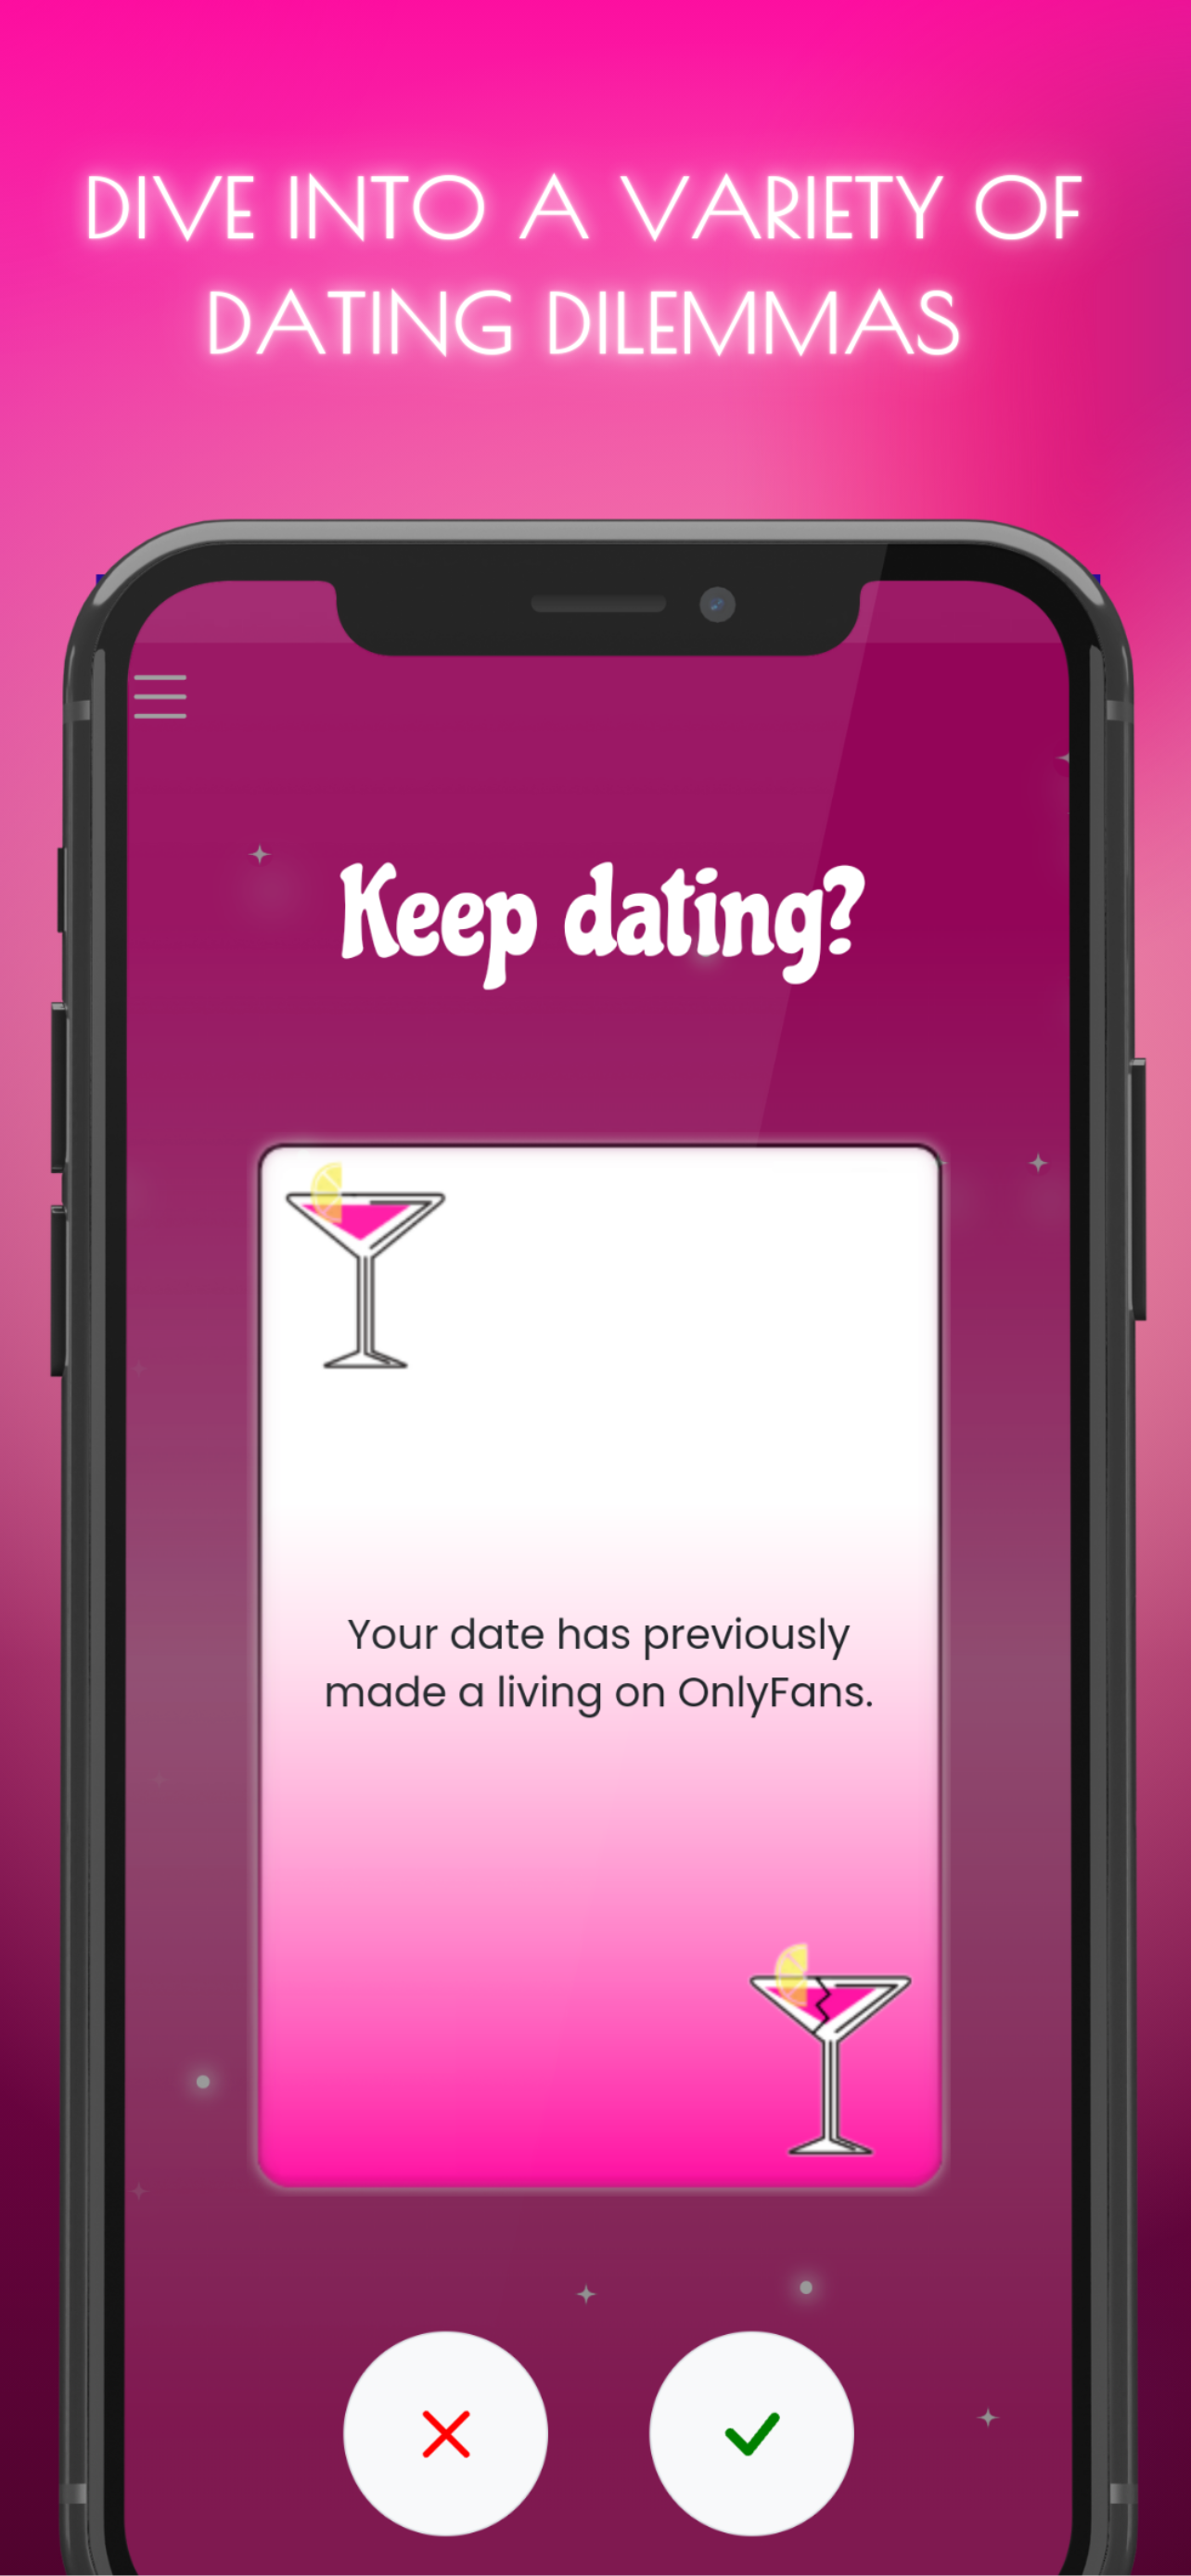 DIVE INTO A VARIETY OF
DATING DILEMMAS
Keep dating?
Your date has previously
made a living on OnlyFans.